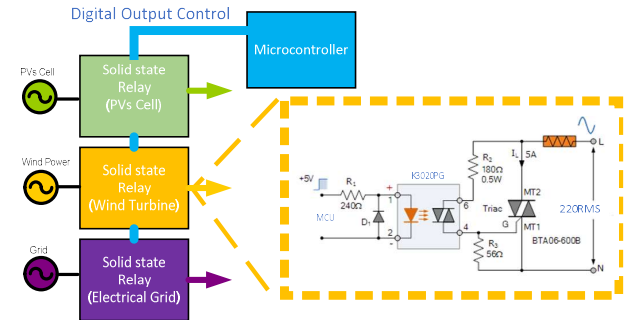 Digital Output Control
Microcontroller
PVs Cell
Solid state
Relay
(PVs Cell)
Wind Power
Solid state
Relay
(Wind Turbine)
Grid
Solid state
Relay
(Electrical Grid)
+5V
R1
240Ω
MCU
D1
+
1
2
-
IG020PG
6
4
R2
180Ω
0.5W
IL
5A
L
MT2
Triac
G
MT1
220RMS
BTA06-600B
R3
56Ω
N